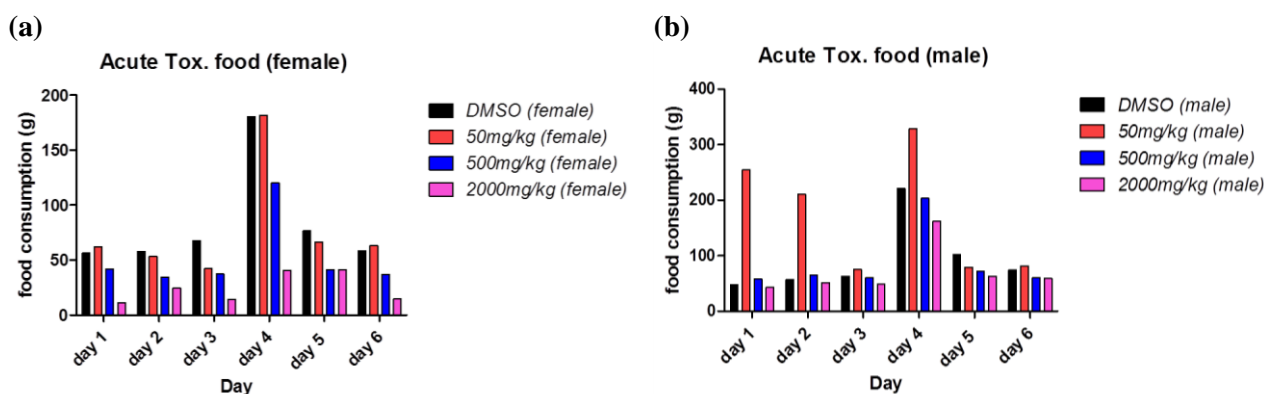 (a)
Acute Tox. food (female)
food consumption (g)
200
150
100
50
0
day 1
day 2
day 3
day 4
day 5
day 6
Day
DMSO (female)
50mg/kg (female)
500mg/kg (female)
2000mg/kg (female)
(b)
Acute Tox. food (male)
food consumption (g)
400
300
200
100
0
day 1
day 2
day 3
day 4
day 5
day 6
Day
DMSO (male)
50mg/kg (male)
500mg/kg (male)
2000mg/kg (male)